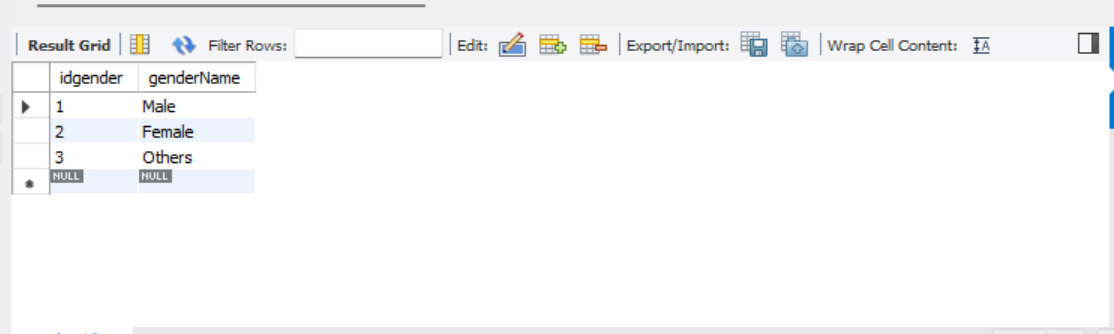 Result Grid Filter Rows: Edit: Export/Import: Wrap Cell Content: IA
idgender genderName
1 Male
2 Female
3 Others
NULL NULL